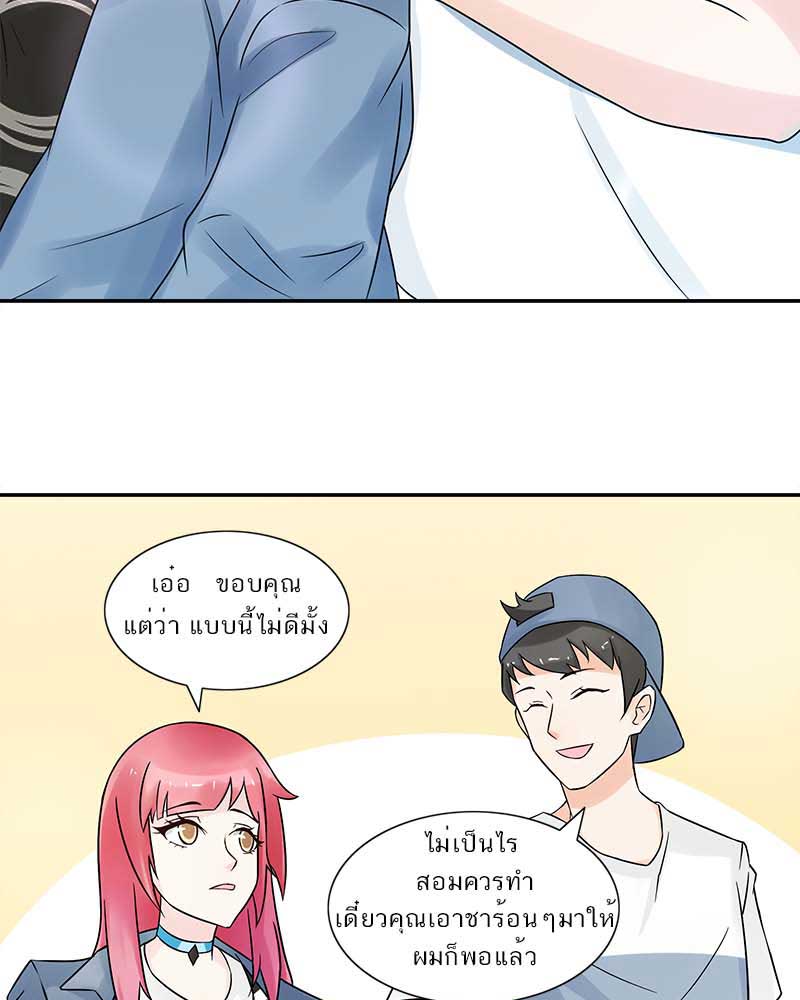 เอ๋อ ขอบคุณ
แต่ว่า แบบนี้ไม่ดีมั้ง
ไม่เป็นไร
สอมควรทำ
เดี๋ยวคุณเอาชาร้อนๆมาให้
ผมก็พอแล้ว